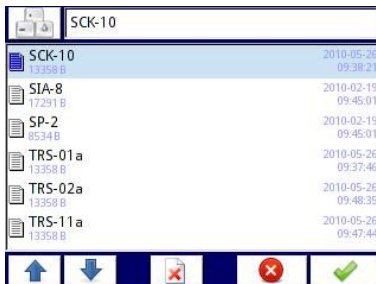 SCK-10
SCK-10
2010-05-26
13358 B
09:38:21
SIA-8
2010-02-19
17291 B
09:45:01
SP-2
2010-02-19
8534 B
09:45:01
TRS-01a
2010-05-26
13358 B
09:37:46
TRS-02a
2010-05-26
13358 B
09:48:35
TRS-11a
2010-05-26
13358 B
09:47:44